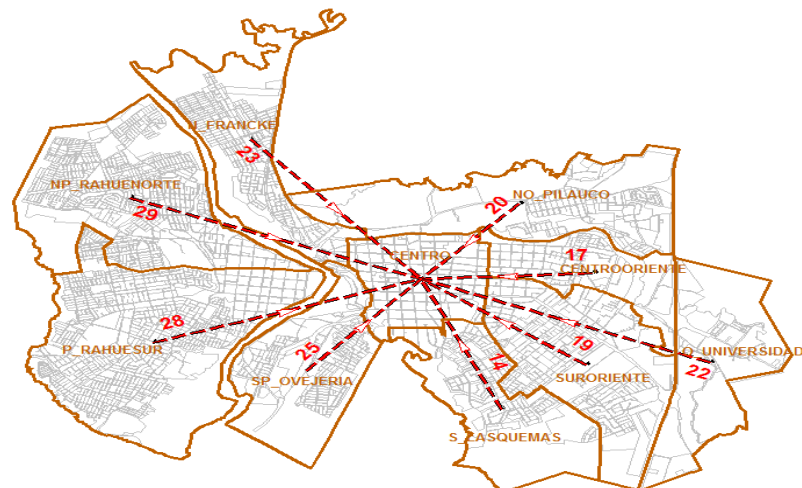 N_FRANCKE
23
NP_RAHUENORTE
29
NO_PILAUCO
20
CENTRO
17
CENTROORIENTE
28
P_RAHUESUR
25
SP_OVEJERIA
14
19
SURORIENTE
O_UNIVERSIDAD
22
S_CASQUEMAS